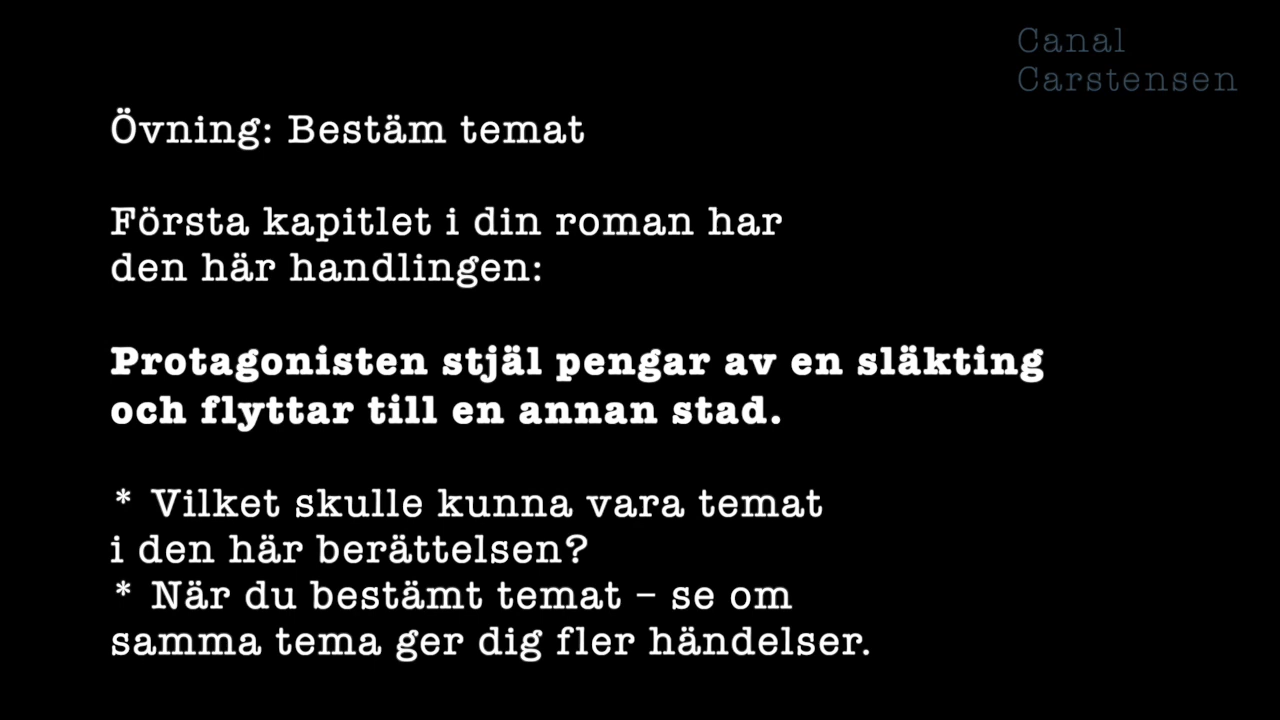 Canal
Carstensen
Övning: Bestäm temat
Första kapitlet i din roman har
den här handlingen:
Protagonisten stjäl pengar av en släkting
och flyttar till en annan stad.
* Vilket skulle kunna vara temat
i den här berättelsen?
* När du bestämt temat – se om
samma tema ger dig fler händelser.